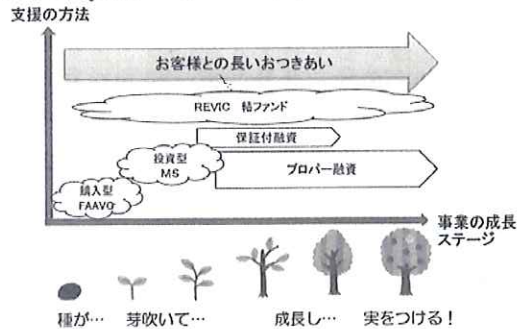 支援の方法
お客様との長いおつきあい
REVIC 結ファンド
保証付融資
投資型
MS
プロパー融資
購入型
FAAVO
事業の成長
ステージ
種が… 芽吹いて… 成長し… 実をつける！